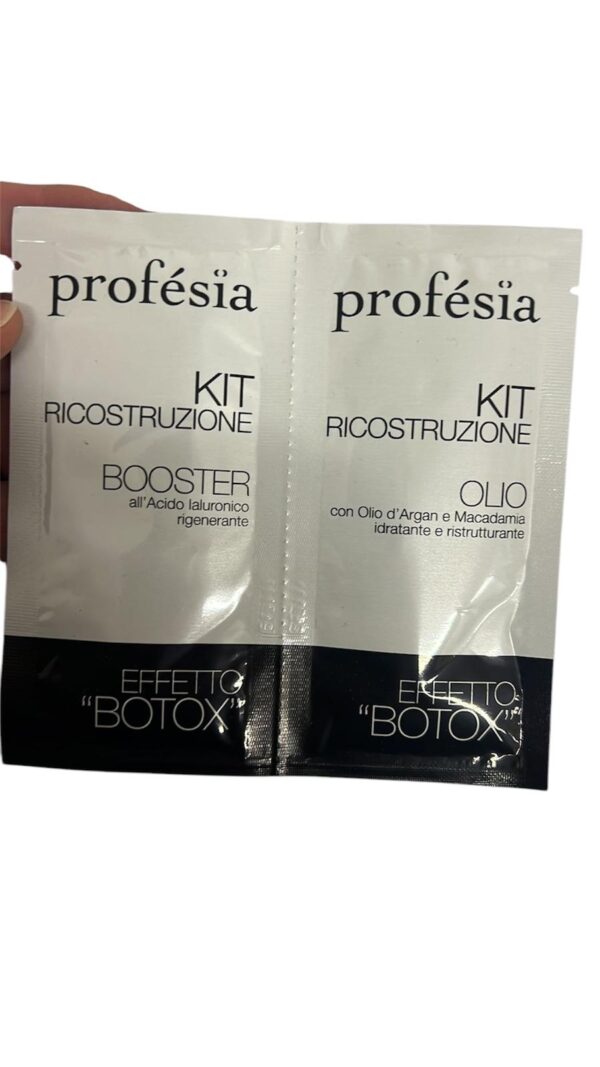 profésia
KIT
RICOSTRUZIONE
BOOSTER
all'Acido Ialuronico
rigenerante
EFFETTO
"BOTOX"
profésia
KIT
RICOSTRUZIONE
OLIO
con Olio d'Argan e Macadamia
idratante e ristrutturante
EFFETTO
"BOTOX"